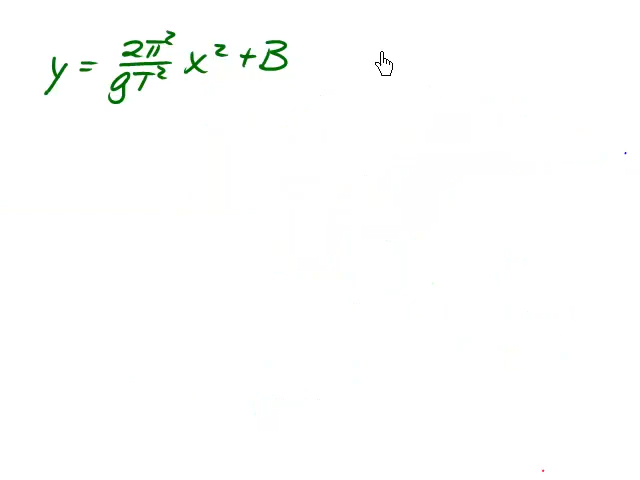 y = 2π²/gT² x² + B